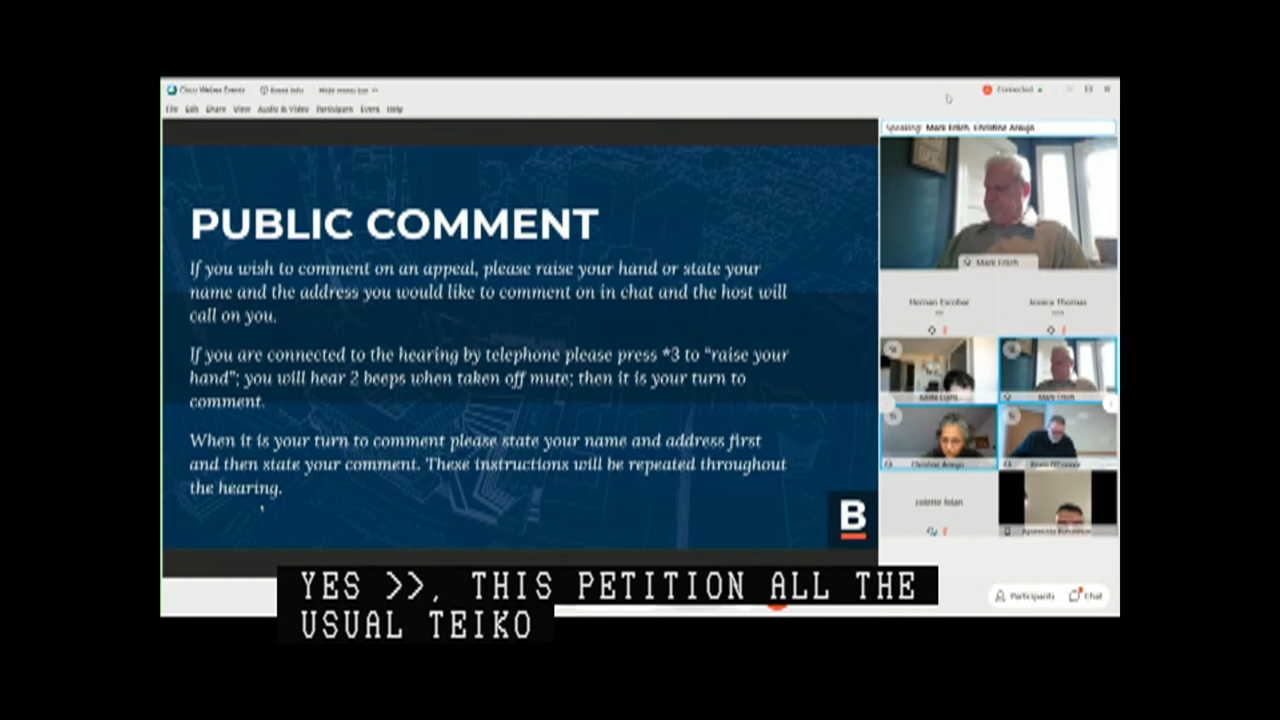 Cisco Webex Events
Event Info
Hide menu bar
Connected
File Edit Share View Audio & Video Participant Event Help
Speaking: Mark Erlich, Christine Araujo
PUBLIC COMMENT
If you wish to comment on an appeal, please raise your hand or state your
name and the address you would like to comment on in chat and the host will
call on you.
If you are connected to the hearing by telephone please press *3 to “raise your
hand”; you will hear 2 beeps when taken off mute; then it is your turn to
comment.
When it is your turn to comment please state your name and address first
and then state your comment. These instructions will be repeated throughout
the hearing.
B
Mark Erlich
Hernan Escobar
Jessica Thomas
Mark Erlich
Christine Araujo
Kevin O'Connor
colette folan
Participants
Chat
YES >>, THIS PETITION ALL THE
USUAL TEIKO